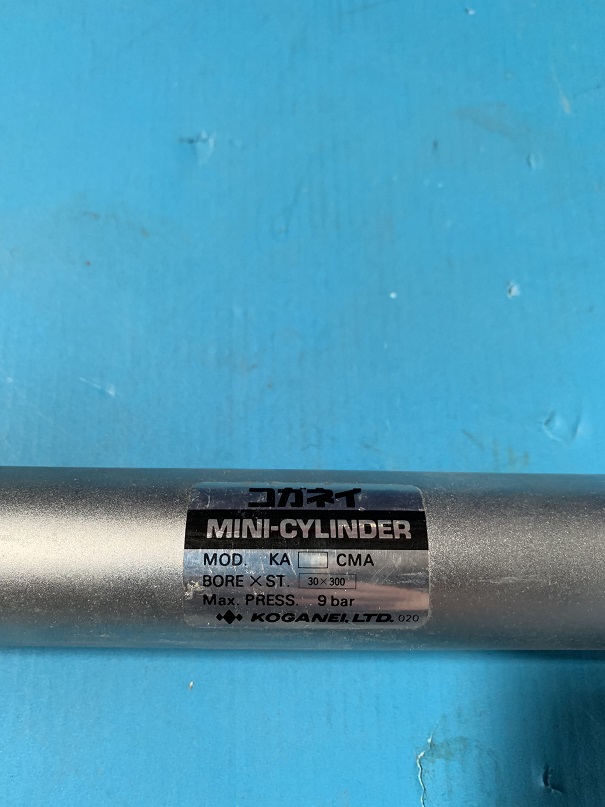 コガネイ
MINI-CYLINDER
MOD. KA CMA
BORE × ST. 30×300
Max. PRESS. 9 bar
KOGANEI, LTD. 020